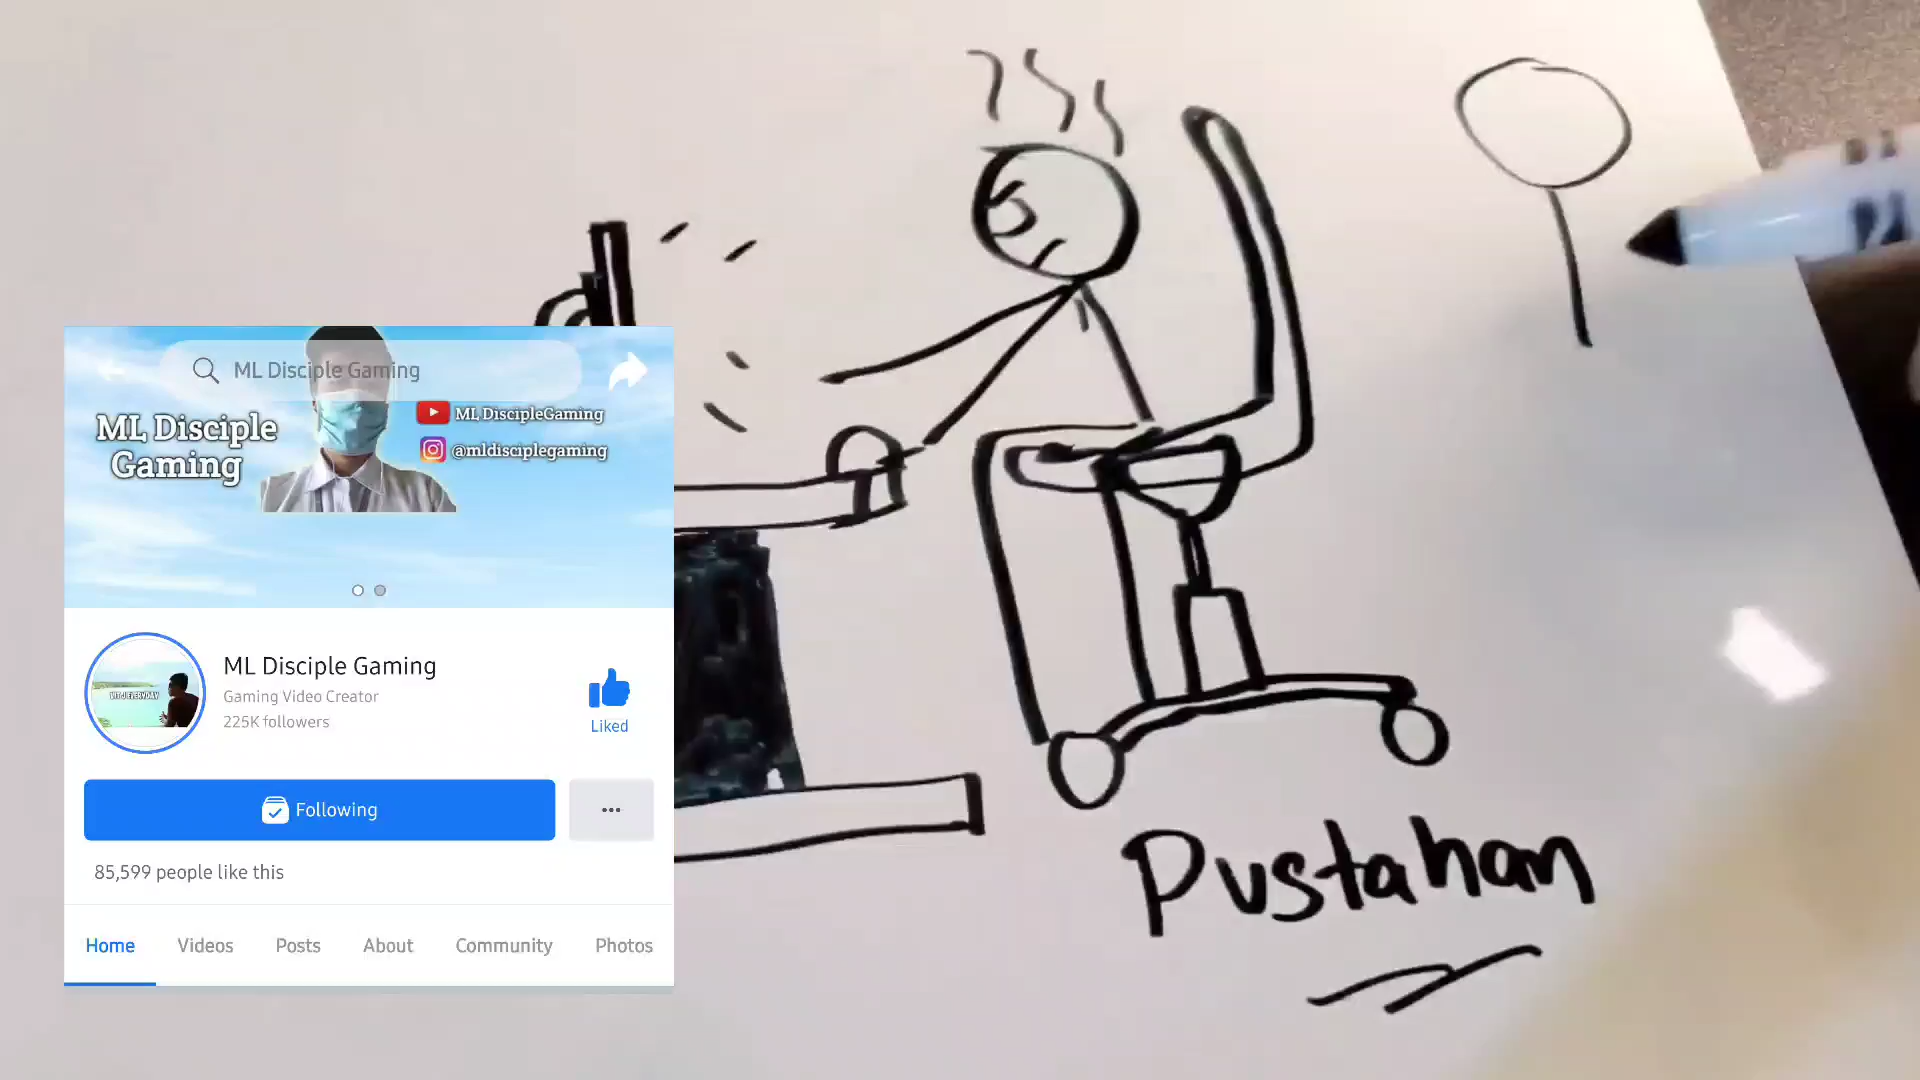 ML Disciple Gaming
ML Disciple
Gaming
ML DiscipleGaming
@mldisciplegaming
ML Disciple Gaming
Gaming Video Creator
225K followers
Liked
Following
85,599 people like this
Home Videos Posts About Community Photos
Pustahan